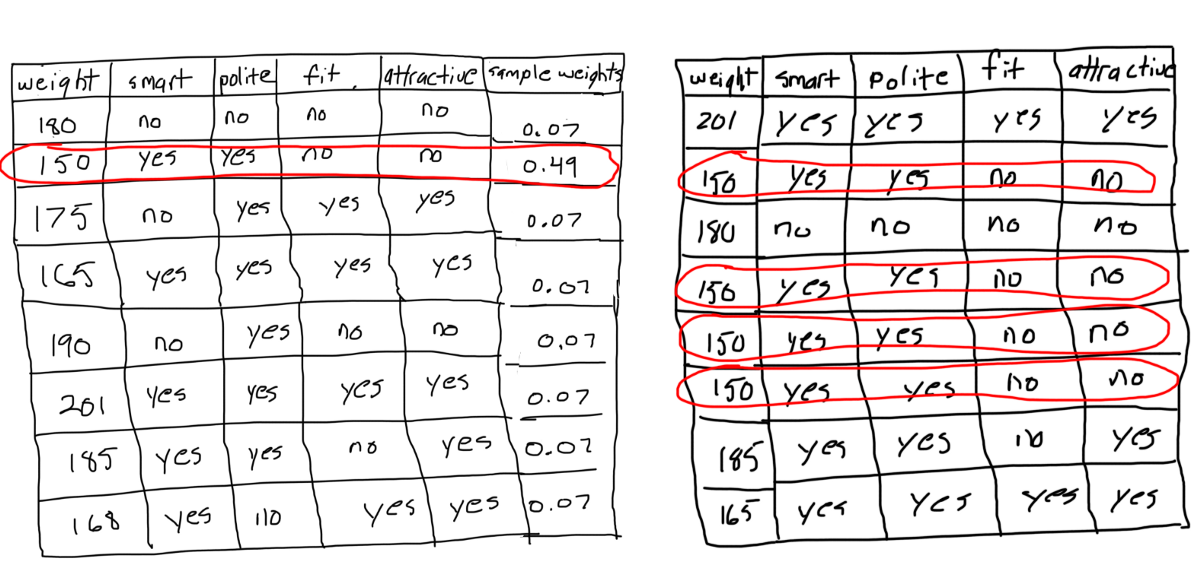 weight smart polite fit attractive sample weights
180 no no no no 0.07
150 yes yes no no 0.49
175 no yes yes yes 0.07
165 yes yes yes yes 0.07
190 no yes no no 0.07
201 yes yes yes yes 0.07
185 yes yes no yes 0.07
168 yes no yes yes 0.07
weight smart polite fit attractive
201 yes yes yes yes
150 yes yes no no
180 no no no no
150 yes yes no no
150 yes yes no no
150 yes yes no no
185 yes yes no yes
165 yes yes yes yes